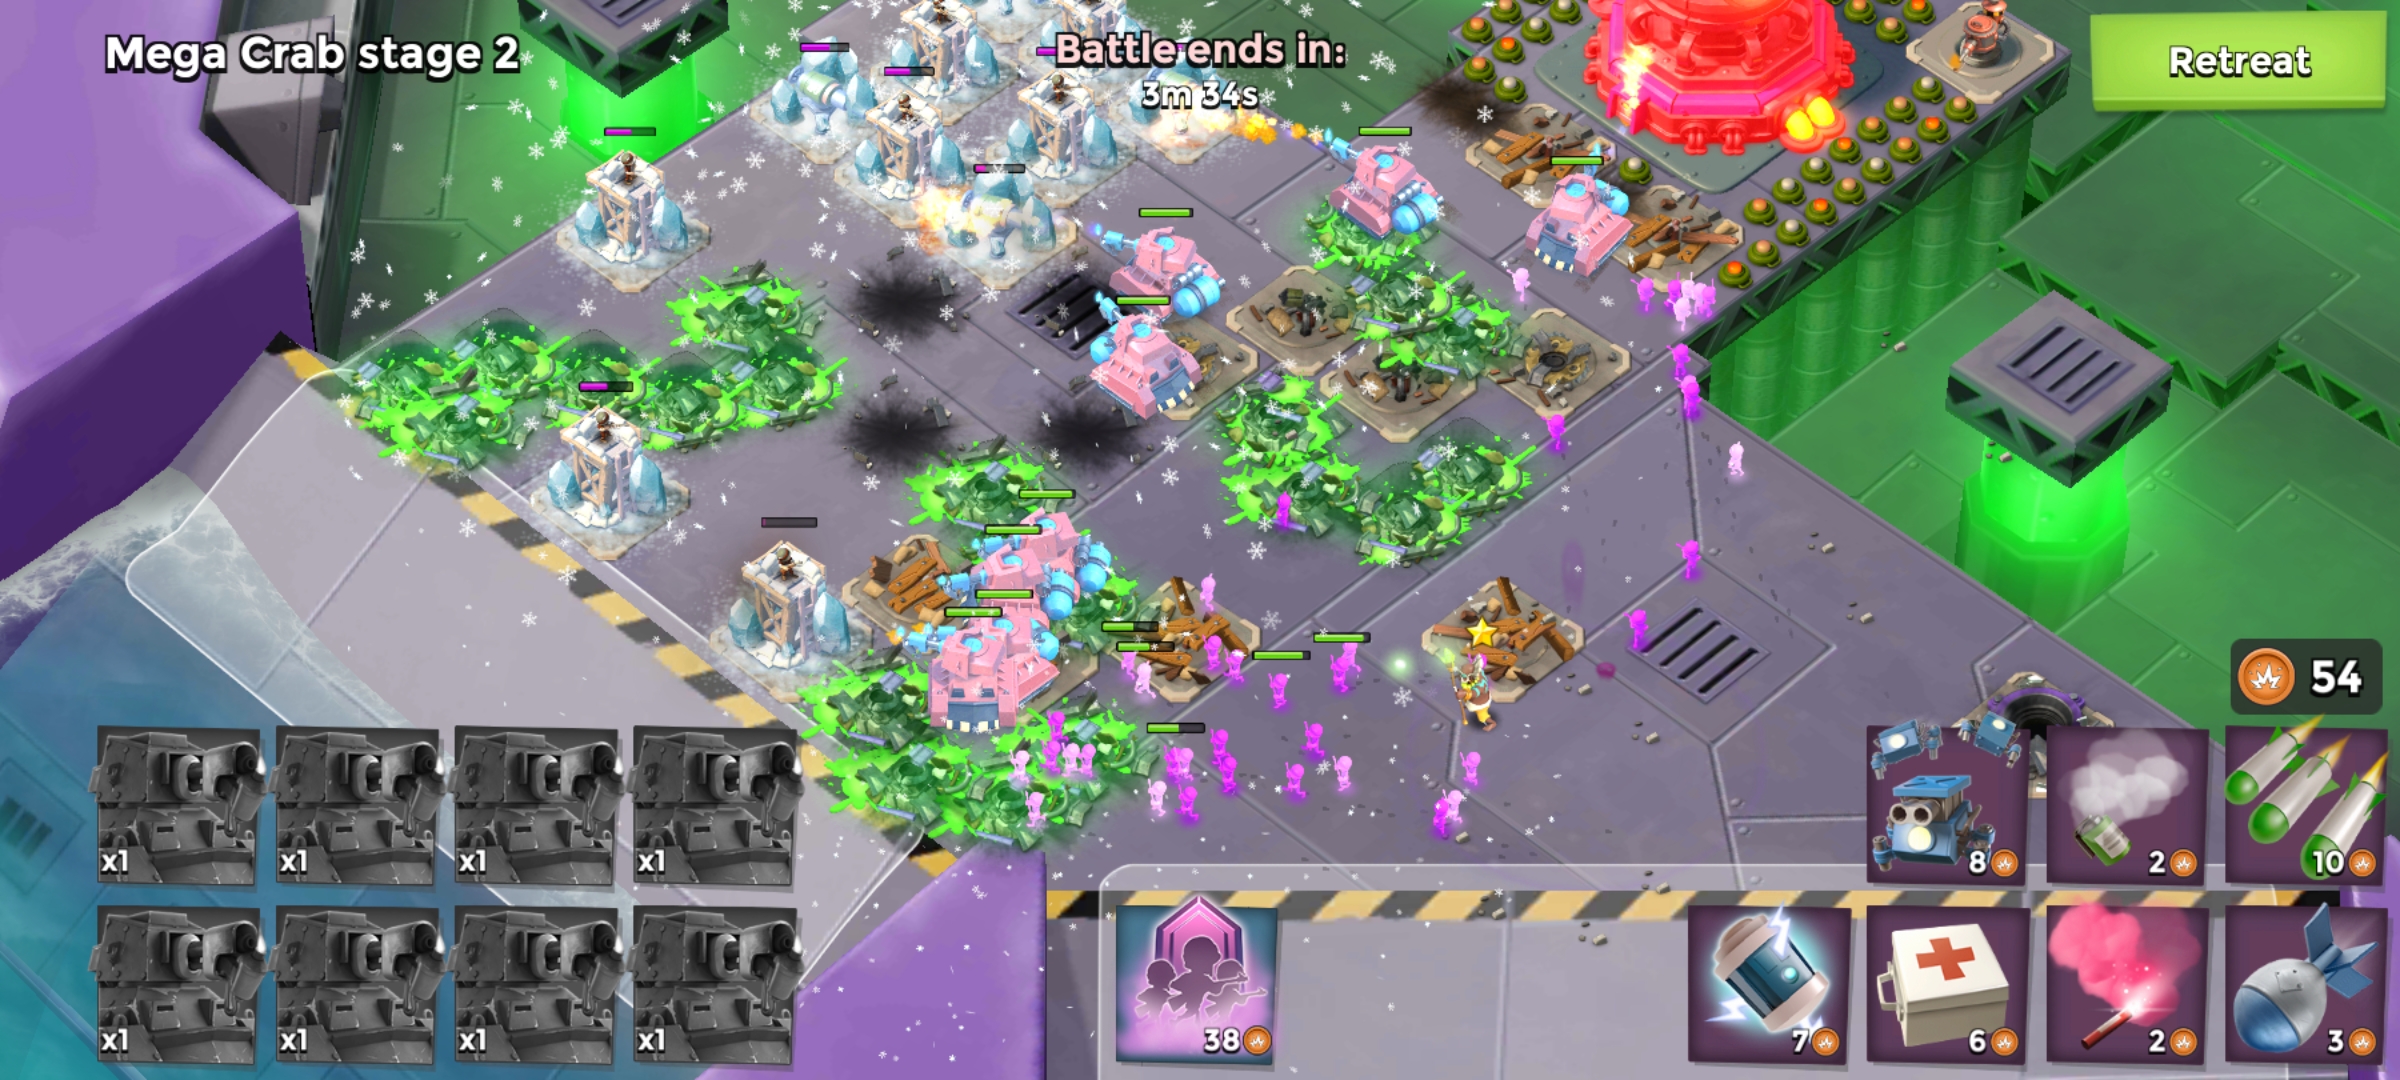 Mega Crab stage 2
Battle ends in:
3m 34s
Retreat
54
x1
x1
x1
x1
8
2
10
x1
x1
x1
x1
38
7
6
2
3